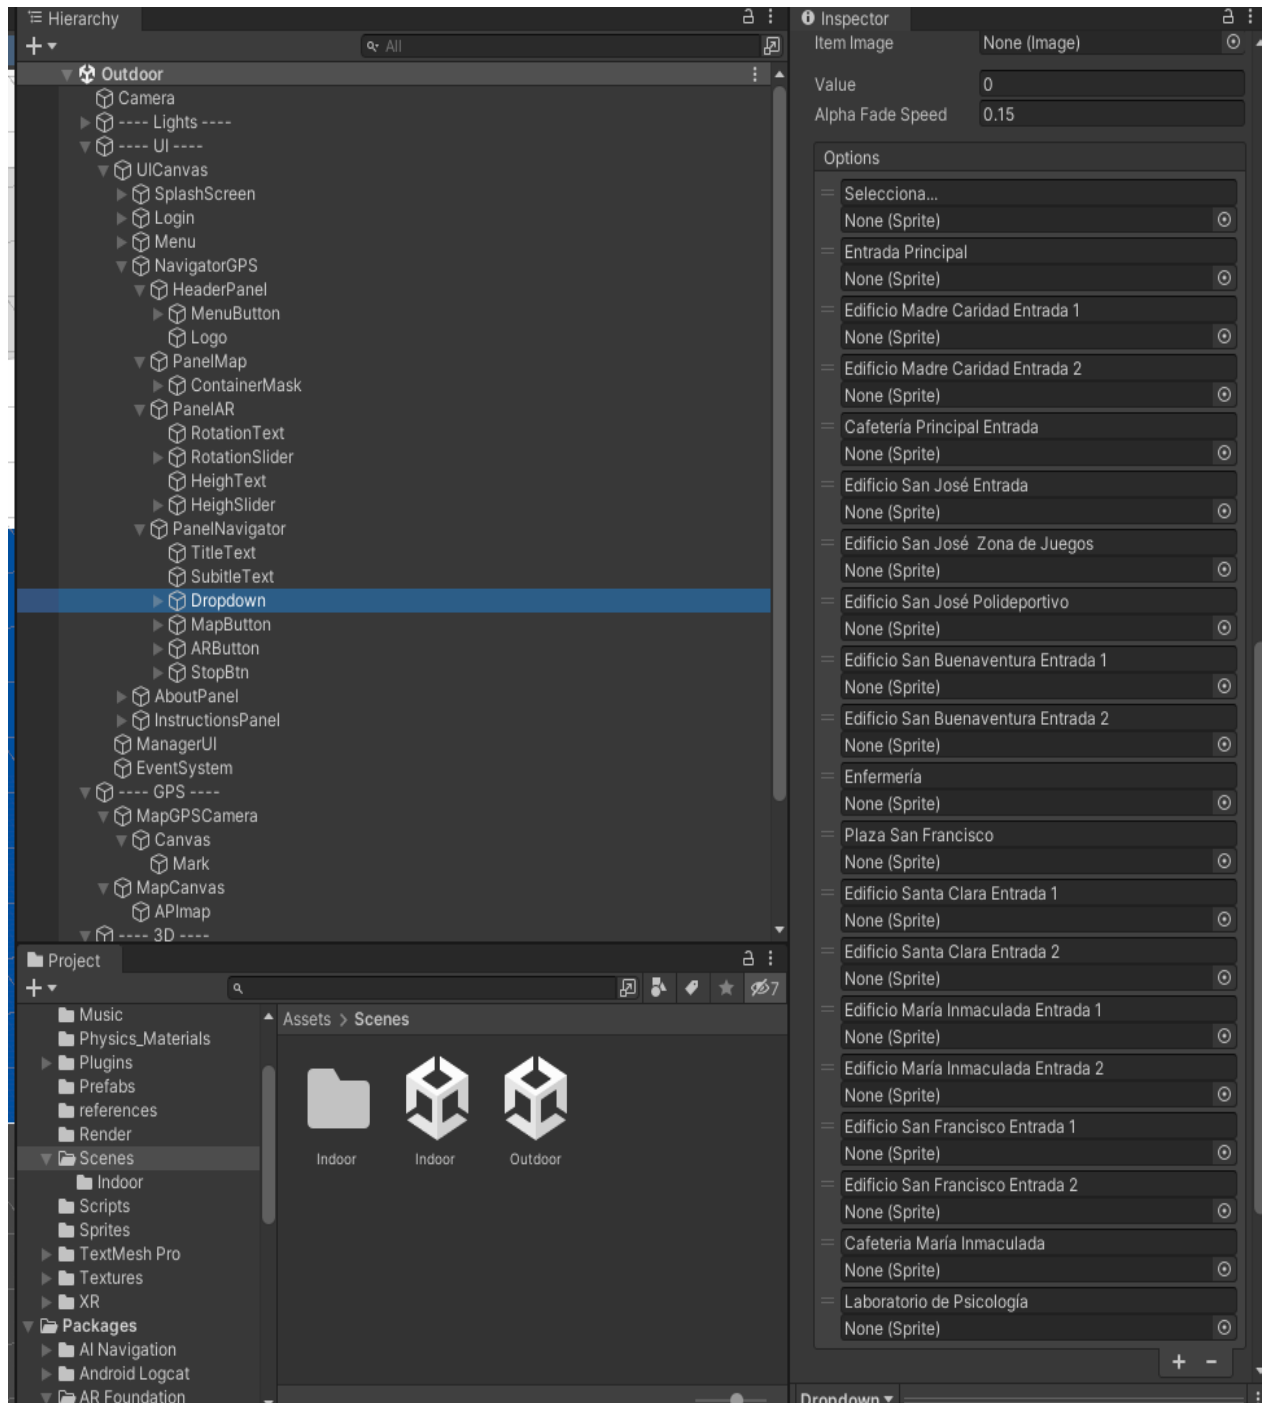 Hierarchy
All
Outdoor
Camera
---- Lights ----
---- UI ----
UICanvas
SplashScreen
Login
Menu
NavigatorGPS
HeaderPanel
MenuButton
Logo
PanelMap
ContainerMask
PanelAR
RotationText
RotationSlider
HeighText
HeighSlider
PanelNavigator
TitleText
SubitleText
Dropdown
MapButton
ARButton
StopBtn
AboutPanel
InstructionsPanel
ManagerUI
EventSystem
---- GPS ----
MapGPSCamera
Canvas
Mark
MapCanvas
APImap
---- 3D ----
Project
7
Music
Physics_Materials
Plugins
Prefabs
references
Render
Scenes
Indoor
Scripts
Sprites
TextMesh Pro
Textures
XR
Packages
AI Navigation
Android Logcat
AR Foundation
Assets > Scenes
Indoor
Indoor
Outdoor
Inspector
Item Image None (Image)
Value 0
Alpha Fade Speed 0.15
Options
Selecciona...
None (Sprite)
Entrada Principal
None (Sprite)
Edificio Madre Caridad Entrada 1
None (Sprite)
Edificio Madre Caridad Entrada 2
None (Sprite)
Cafetería Principal Entrada
None (Sprite)
Edificio San José Entrada
None (Sprite)
Edificio San José  Zona de Juegos
None (Sprite)
Edificio San José Polideportivo
None (Sprite)
Edificio San Buenaventura Entrada 1
None (Sprite)
Edificio San Buenaventura Entrada 2
None (Sprite)
Enfermería
None (Sprite)
Plaza San Francisco
None (Sprite)
Edificio Santa Clara Entrada 1
None (Sprite)
Edificio Santa Clara Entrada 2
None (Sprite)
Edificio María Inmaculada Entrada 1
None (Sprite)
Edificio María Inmaculada Entrada 2
None (Sprite)
Edificio San Francisco Entrada 1
None (Sprite)
Edificio San Francisco Entrada 2
None (Sprite)
Cafeteria María Inmaculada
None (Sprite)
Laboratorio de Psicología
None (Sprite)
Dropdown